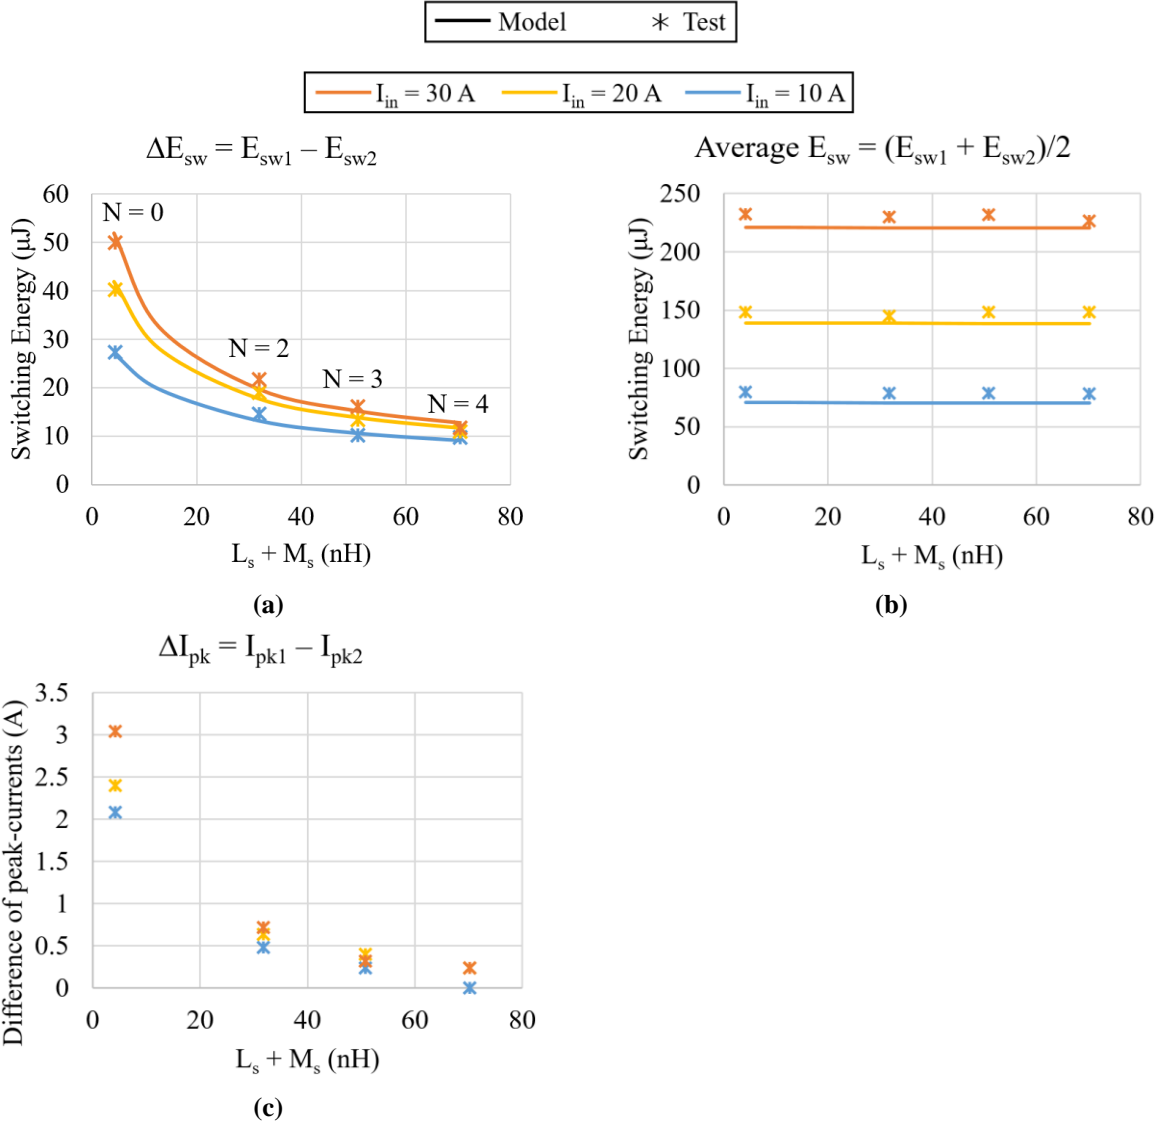 Model Test
I_in = 30 A I_in = 20 A I_in = 10 A
ΔE_sw = E_sw1 – E_sw2
Switching Energy (μJ)
60
50
40
30
20
10
0
N = 0
N = 2
N = 3
N = 4
0 20 40 60 80
L_s + M_s (nH)
(a)
Average E_sw = (E_sw1 + E_sw2)/2
Switching Energy (μJ)
250
200
150
100
50
0
0 20 40 60 80
L_s + M_s (nH)
(b)
ΔI_pk = I_pk1 – I_pk2
Difference of peak-currents (A)
3.5
3
2.5
2
1.5
1
0.5
0
0 20 40 60 80
L_s + M_s (nH)
(c)